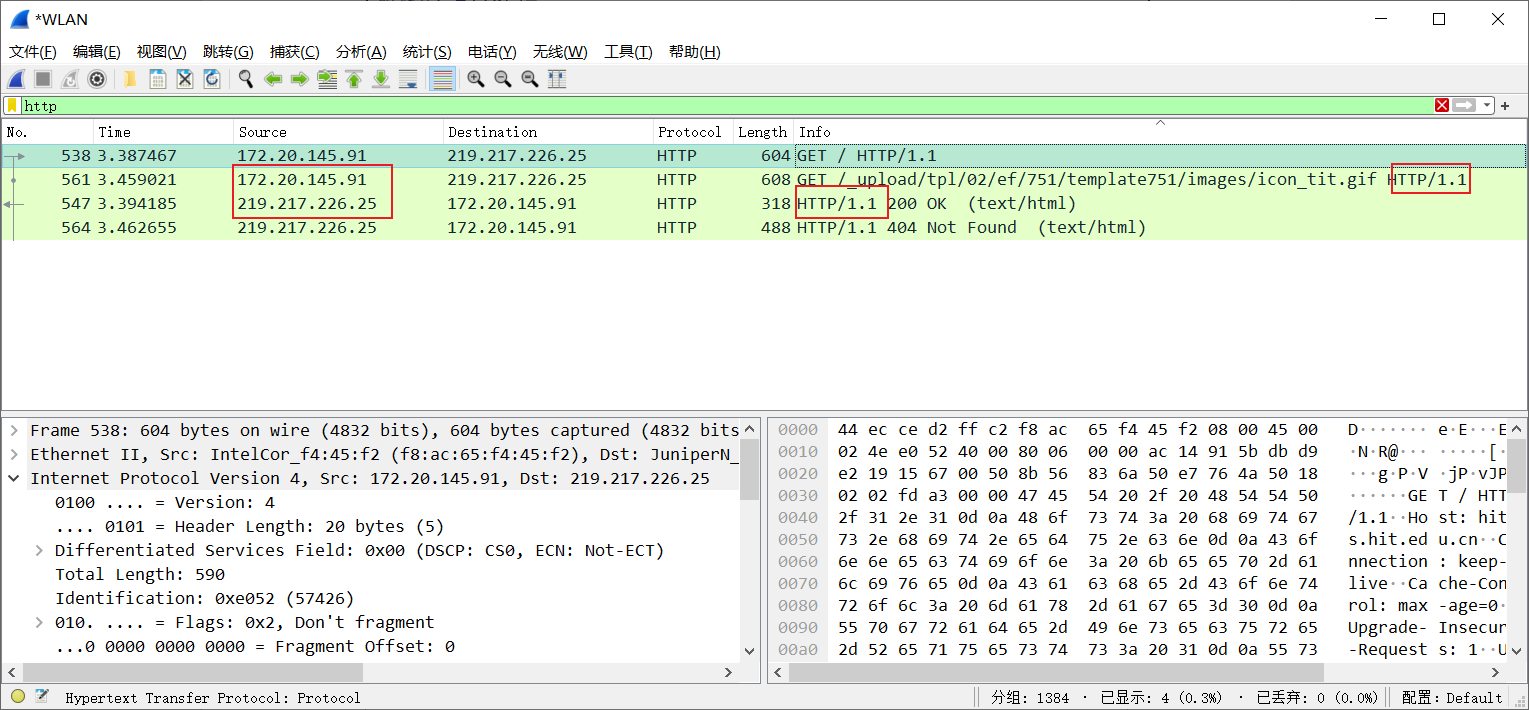 *WLAN
文件(F) 编辑(E) 视图(V) 跳转(G) 捕获(C) 分析(A) 统计(S) 电话(Y) 无线(W) 工具(T) 帮助(H)
http
No. Time Source Destination Protocol Length Info
538 3.387467 172.20.145.91 219.217.226.25 HTTP 604 GET / HTTP/1.1
561 3.459021 172.20.145.91 219.217.226.25 HTTP 608 GET /_upload/tpl/02/ef/751/template751/images/icon_tit.gif HTTP/1.1
547 3.394185 219.217.226.25 172.20.145.91 HTTP 318 HTTP/1.1 200 OK (text/html)
564 3.462655 219.217.226.25 172.20.145.91 HTTP 488 HTTP/1.1 404 Not Found (text/html)
Frame 538: 604 bytes on wire (4832 bits), 604 bytes captured (4832 bits
Ethernet II, Src: IntelCor_f4:45:f2 (f8:ac:65:f4:45:f2), Dst: JuniperN_
Internet Protocol Version 4, Src: 172.20.145.91, Dst: 219.217.226.25
0100 .... = Version: 4
.... 0101 = Header Length: 20 bytes (5)
Differentiated Services Field: 0x00 (DSCP: CS0, ECN: Not-ECT)
Total Length: 590
Identification: 0xe052 (57426)
010. .... = Flags: 0x2, Don't fragment
...0 0000 0000 0000 = Fragment Offset: 0
0000 44 ec ce d2 ff c2 f8 ac 65 f4 45 f2 08 00 45 00 D······· e·E···E·
0010 02 4e e0 52 40 00 80 06 00 00 ac 14 91 5b db d9 ·N·R@··· ·····[··
0020 e2 19 15 67 00 50 8b 56 83 6a 50 e7 76 4a 50 18 ···g·P·V ·jP·vJP·
0030 02 02 fd a3 00 00 47 45 54 20 2f 20 48 54 54 50 ······GE T / HTTP
0040 2f 31 2e 31 0d 0a 48 6f 73 74 3a 20 68 69 74 67 /1.1··Ho st: hitg
0050 73 2e 68 69 74 2e 65 64 75 2e 63 6e 0d 0a 43 6f s.hit.ed u.cn··Co
0060 6e 6e 65 63 74 69 6f 6e 3a 20 6b 65 65 70 2d 61 nnection : keep-a
0070 6c 69 76 65 0d 0a 43 61 63 68 65 2d 43 6f 6e 74 live··Ca che-Cont
0080 72 6f 6c 3a 20 6d 61 78 2d 61 67 65 3d 30 0d 0a rol: max -age=0··
0090 55 70 67 72 61 64 65 2d 49 6e 73 65 63 75 72 65 Upgrade- Insecure
00a0 2d 52 65 71 75 65 73 74 73 3a 20 31 0d 0a 55 73 -Request s: 1··Us
Hypertext Transfer Protocol: Protocol 分组: 1384 · 已显示: 4 (0.3%) · 已丢弃: 0 (0.0%) 配置: Default